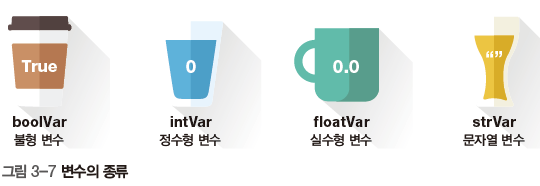 True
0
0.0
“”
boolVar
불형 변수
intVar
정수형 변수
floatVar
실수형 변수
strVar
문자열 변수
그림 3-7 변수의 종류